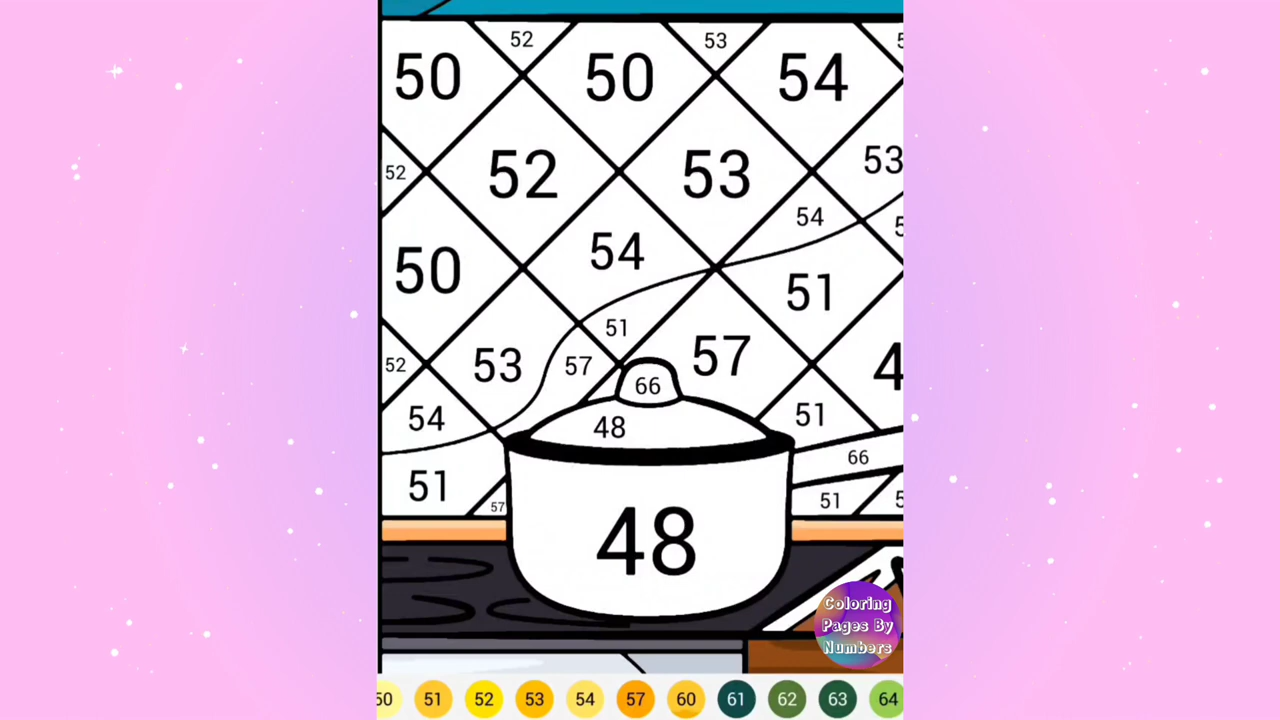 52 53
50 50 54
52 52 53 53
54
50 54 51
51
52 53 57 57
66
54 48 51
66
51 57 51
48
Coloring
Pages By
Numbers
50 51 52 53 54 57 60 61 62 63 64